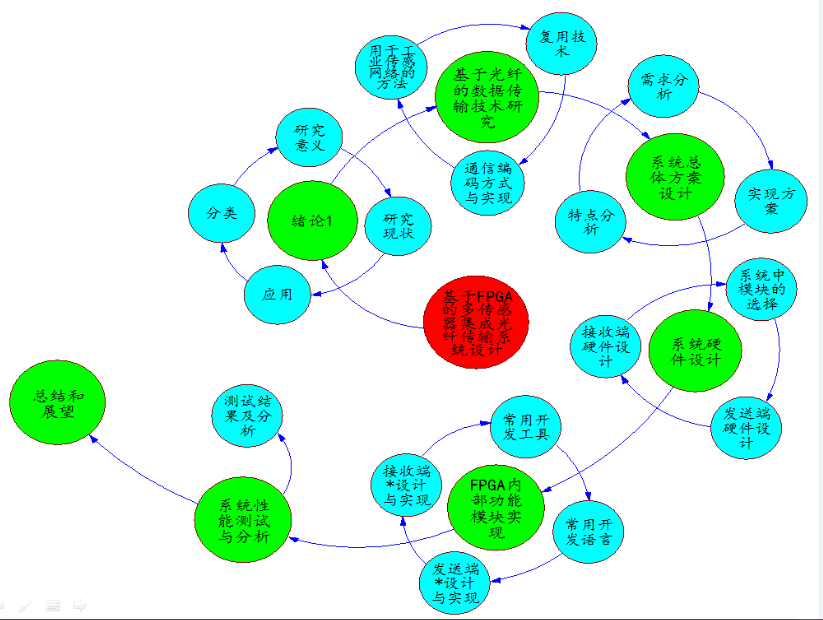 用于工
业传感
网络的
方法
复用技
术
基于光纤
的数据传
输技术研
究
通信编
码方式
与实现
需求分
析
系统总
体方案
设计
实现方
案
特点分
析
研究
意义
分类
绪论1
研究
现状
应用
基于FPGA
的多传感
器集成光
纤传输系
统设计
系统中
模块的
选择
接收端
硬件设
计
系统硬
件设计
发送端
硬件设
计
总结和
展望
测试结
果及分
析
系统性
能测试
与分析
常用开
发工具
接收端
*设计
与实现
FPGA内
部功能
模块实
现
常用开
发语言
发送端
*设计
与实现